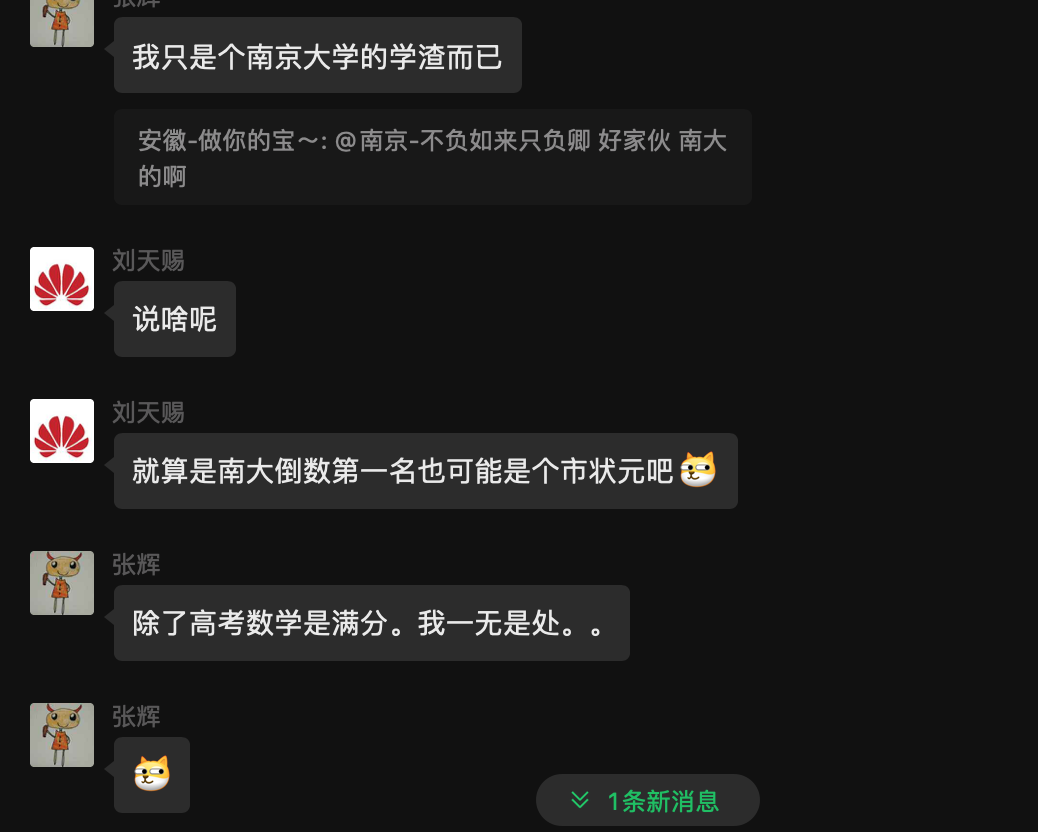 张辉
我只是个南京大学的学渣而已
安徽-做你的宝～: @南京-不负如来只负卿 好家伙 南大
的啊
刘天赐
说啥呢
刘天赐
就算是南大倒数第一名也可能是个市状元吧
张辉
除了高考数学是满分。我一无是处。。
张辉
1条新消息